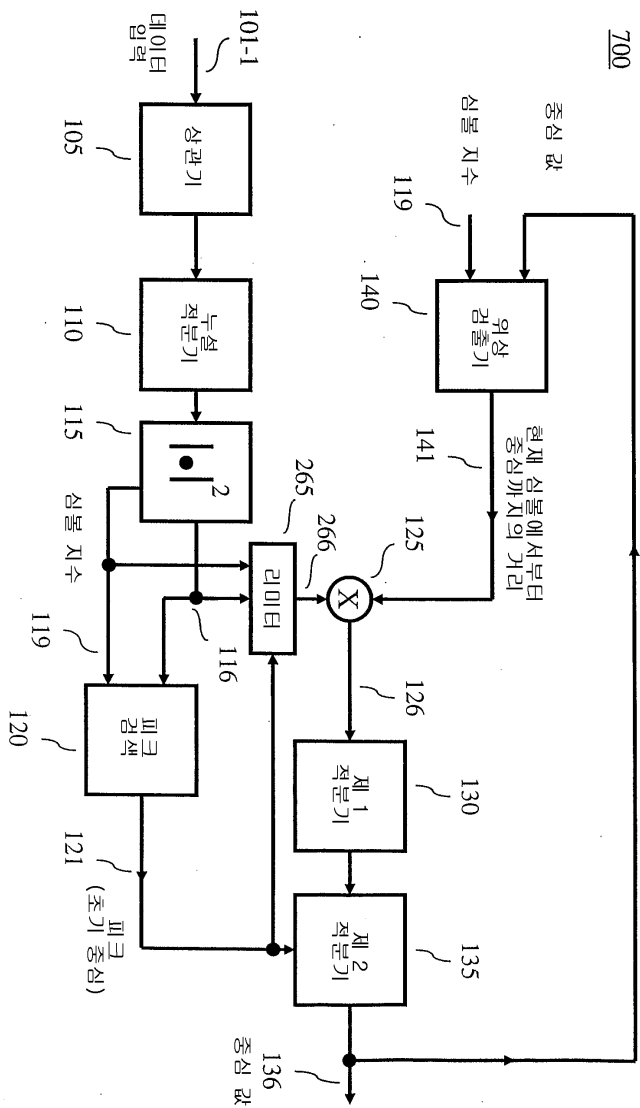 700
중심 값
심볼 지수
119
140
위상
검출기
141
현재 심볼에서부터
중심까지의 거리
데이터
입력
101-1
상관기
105
누설
적분기
110
|•|2
115
심볼 지수
119
116
265
리미터
266
125
X
126
피크
검색
120
121
피크
(초기 중심)
제 1
적분기
130
제 2
적분기
135
136
중심 값